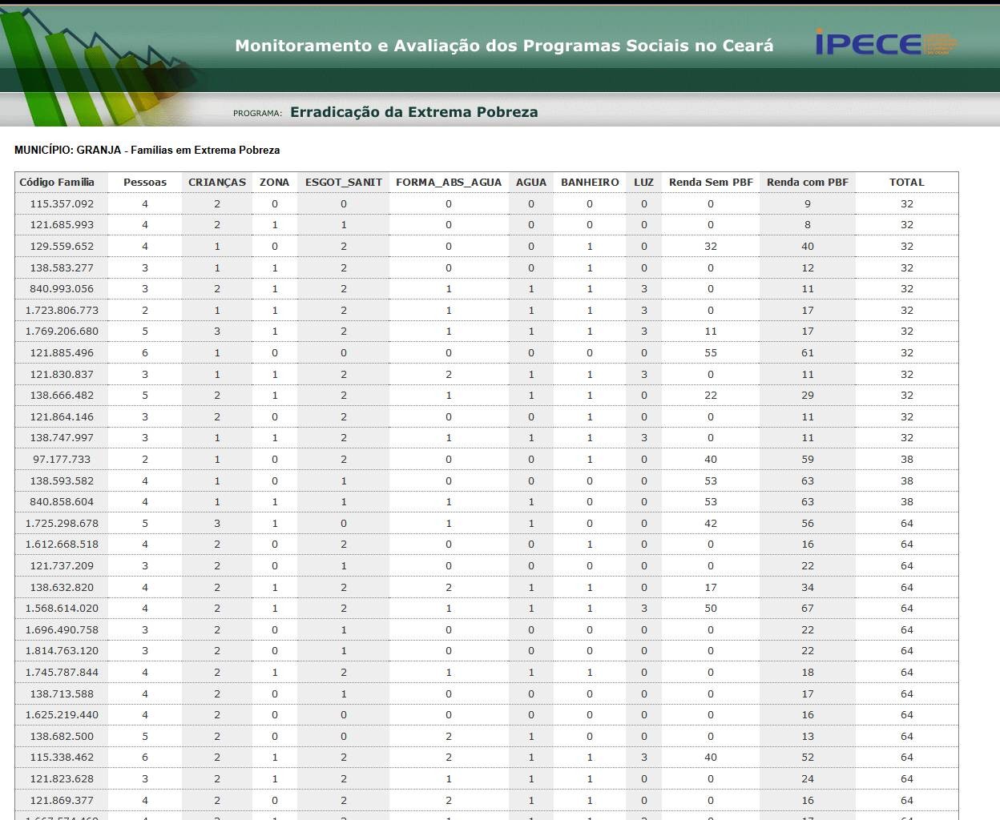 Monitoramento e Avaliação dos Programas Sociais no Ceará
IPECE
PROGRAMA: Erradicação da Extrema Pobreza
MUNICÍPIO: GRANJA - Famílias em Extrema Pobreza
Código Familia Pessoas CRIANÇAS ZONA ESGOT_SANIT FORMA_ABS_AGUA AGUA BANHEIRO LUZ Renda Sem PBF Renda com PBF TOTAL
115.357.092 4 2 0 0 0 0 0 0 0 9 32
121.685.993 4 2 1 1 0 0 0 0 0 8 32
129.559.652 4 1 0 2 0 0 1 0 32 40 32
138.583.277 3 1 1 2 0 0 1 0 0 12 32
840.993.056 3 2 1 2 1 1 1 3 0 11 32
1.723.806.773 2 1 1 2 1 1 1 3 0 17 32
1.769.206.680 5 3 1 2 1 1 1 3 11 17 32
121.885.496 6 1 0 0 0 0 0 0 55 61 32
121.830.837 3 1 1 2 2 1 1 3 0 11 32
138.666.482 5 2 1 2 1 1 1 0 22 29 32
121.864.146 3 2 0 2 0 0 1 0 0 11 32
138.747.997 3 1 1 2 1 1 1 3 0 11 32
97.177.733 2 1 0 2 0 0 1 0 40 59 38
138.593.582 4 1 0 1 0 0 0 0 53 63 38
840.858.604 4 1 1 1 1 1 0 0 53 63 38
1.725.298.678 5 3 1 0 1 1 0 0 42 56 64
1.612.668.518 4 2 0 2 0 0 1 0 0 16 64
121.737.209 3 2 0 1 0 0 0 0 0 22 64
138.632.820 4 2 1 2 2 1 1 0 17 34 64
1.568.614.020 4 2 1 2 1 1 1 3 50 67 64
1.696.490.758 3 2 0 1 0 0 0 0 0 22 64
1.814.763.120 3 2 0 1 0 0 0 0 0 22 64
1.745.787.844 4 2 1 2 1 1 1 0 0 18 64
138.713.588 4 2 0 1 0 0 0 0 0 17 64
1.625.219.440 4 2 0 0 0 0 0 0 0 16 64
138.682.500 5 2 0 0 2 1 0 0 0 13 64
115.338.462 6 2 1 2 2 1 1 3 40 52 64
121.823.628 3 2 1 2 1 1 1 0 0 24 64
121.869.377 4 2 0 2 2 1 1 0 0 16 64